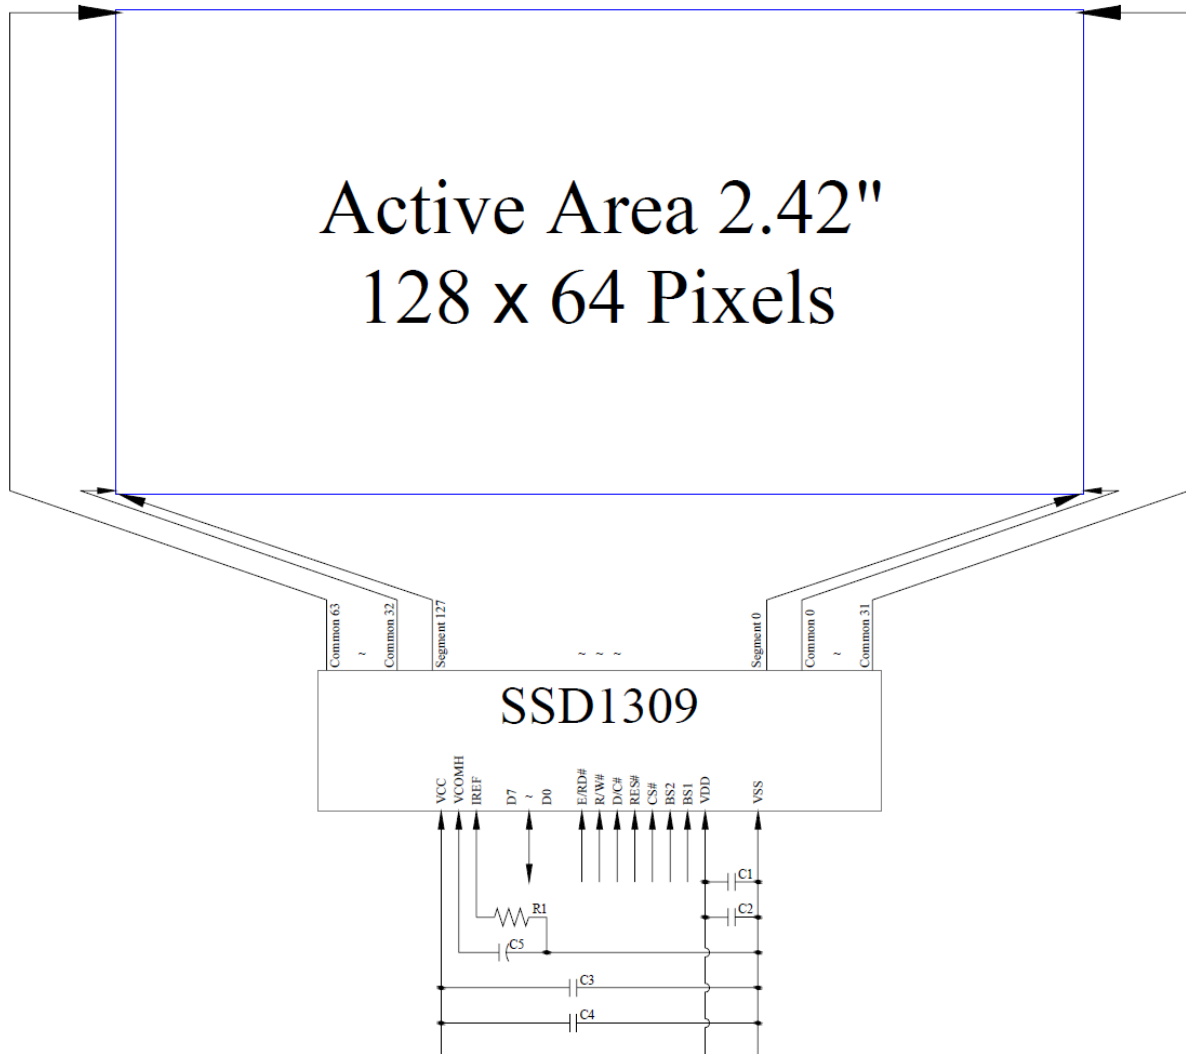 Active Area 2.42"
128 x 64 Pixels
Common 63
~
Common 32
Segment 127
~ ~ ~
Segment 0
Common 0
~
Common 31
SSD1309
VCC
VCOMH
IREF
D7
~
D0
E/RD#
R/W#
D/C#
RES#
CS#
BS2
BS1
VDD
VSS
C1
R1
C2
C5
C3
C4